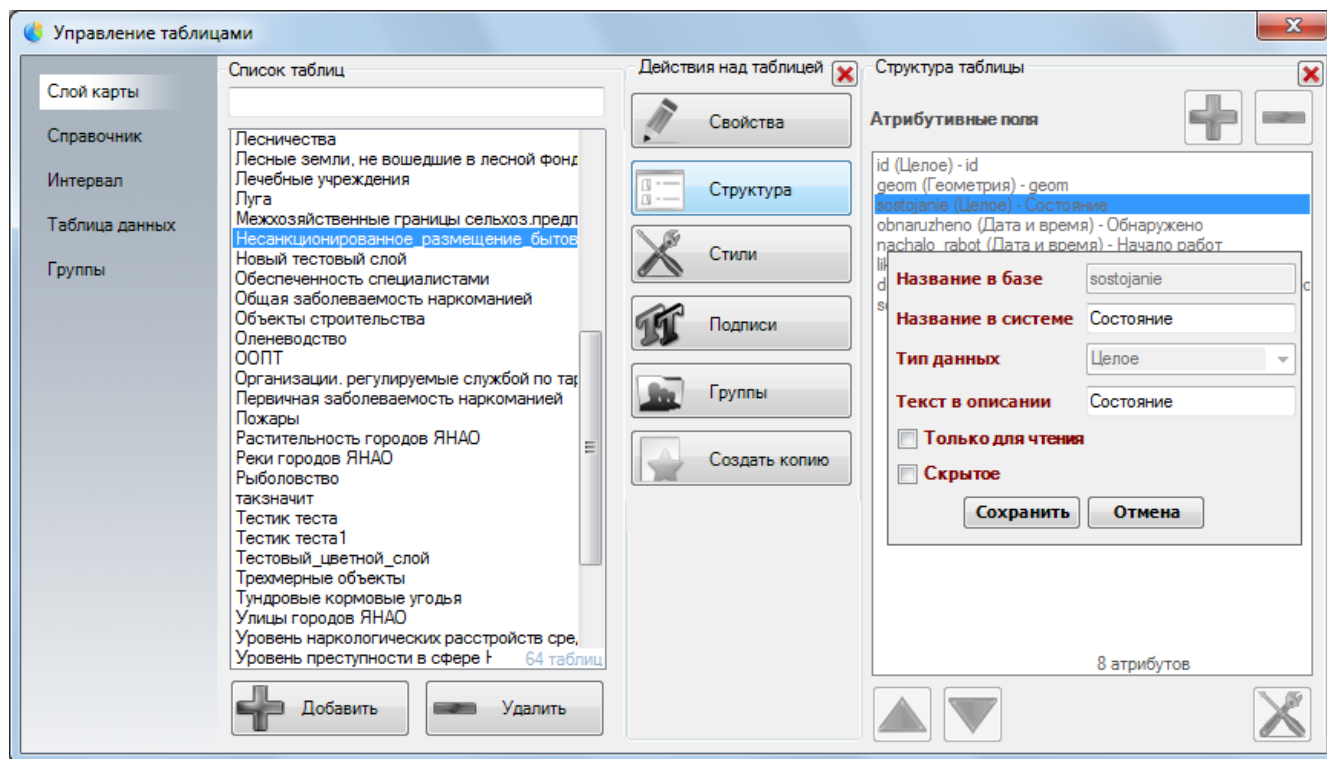 Управление таблицами
Слой карты
Справочник
Интервал
Таблица данных
Группы
Список таблиц
Лесничества
Лесные земли, не вошедшие в лесной фонд
Лечебные учреждения
Луга
Межхозяйственные границы сельхоз.предп
Несанкционированное_размещение_бытов
Новый тестовый слой
Обеспеченность специалистами
Общая заболеваемость наркоманией
Объекты строительства
Оленеводство
ООПТ
Организации. регулируемые службой по тар
Первичная заболеваемость наркоманией
Пожары
Растительность городов ЯНАО
Реки городов ЯНАО
Рыболовство
такзначит
Тестик теста
Тестик теста1
Тестовый_цветной_слой
Трехмерные объекты
Тундровые кормовые угодья
Улицы городов ЯНАО
Уровень наркологических расстройств сре
Уровень преступности в сфере
64 таблиц
Добавить
Удалить
Действия над таблицей
Свойства
Структура
Стили
Подписи
Группы
Создать копию
Структура таблицы
Атрибутивные поля
id (Целое) - id
geom (Геометрия) - geom
sostojanie (Целое) - Состояние
obnaruzheno (Дата и время) - Обнаружено
nachalo_rabot (Дата и время) - Начало работ
Название в базе sostojanie
Название в системе Состояние
Тип данных Целое
Текст в описании Состояние
Только для чтения
Скрытое
Сохранить Отмена
8 атрибутов